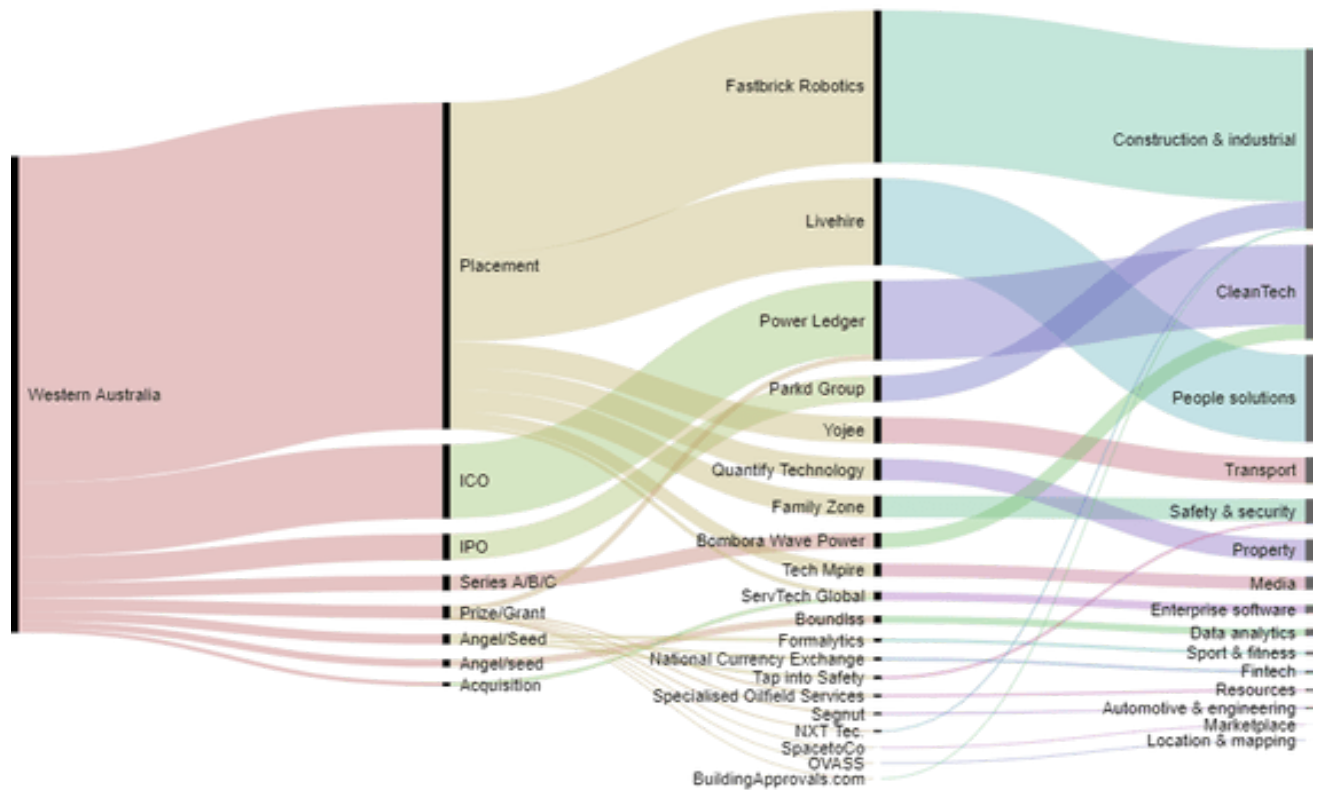 Western Australia
Placement
ICO
IPO
Series A/B/C
Prize/Grant
Angel/Seed
Angel/seed
Acquisition
Fastbrick Robotics
Livehire
Power Ledger
Parkd Group
Yojee
Quantify Technology
Family Zone
Bombora Wave Power
Tech Mpire
ServTech Global
Boundlss
Formalytics
National Currency Exchange
Tap into Safety
Specialised Oilfield Services
Segnut
NXT Tec.
SpacetoCo
OVASS
BuildingApprovals.com
Construction & industrial
CleanTech
People solutions
Transport
Safety & security
Property
Media
Enterprise software
Data analytics
Sport & fitness
Fintech
Resources
Automotive & engineering
Marketplace
Location & mapping